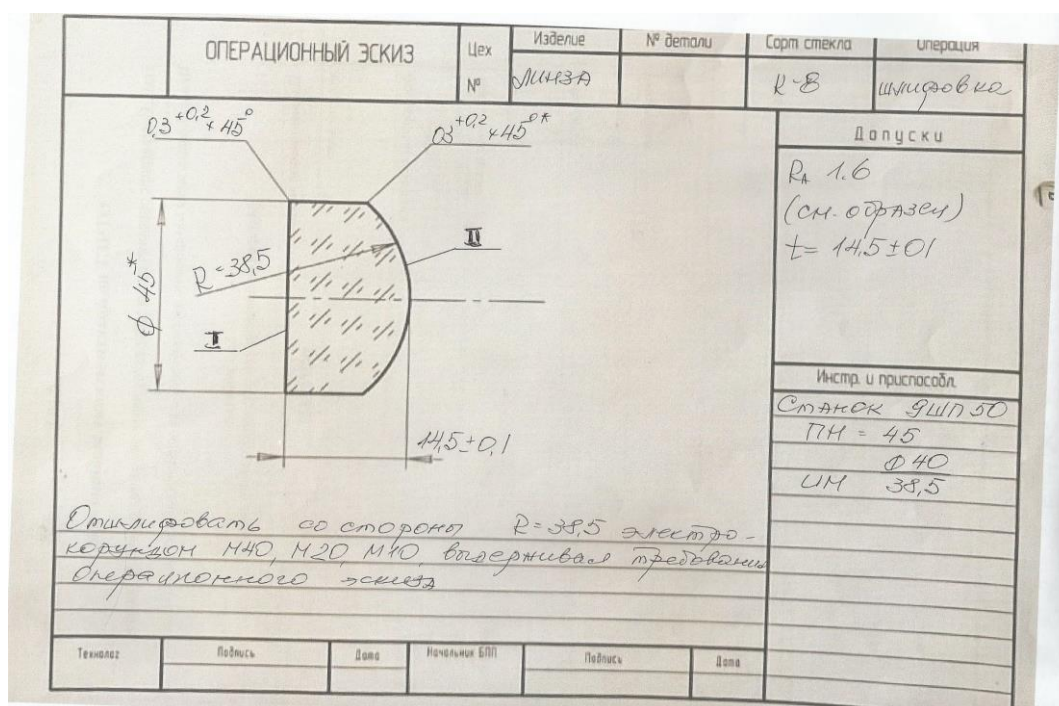 ОПЕРАЦИОННЫЙ ЭСКИЗ
Цех
№
Изделие
№ детали
Сорт стекла
Операция
ЛИНЗА
К-8
шлифовка
0,3 +0,2 × 45°
0,3 +0,2 × 45°*
Допуски
RA 1.6
(см. образец)
t= 14,5±0,1
II
R=38,5
Ø 45*
I
14,5±0,1
Инстр. и приспособл.
Станок 9ШП 50
ПН = 45
Ø 40
ШМ 38,5
Отшлифовать со стороны R=38,5 электро-
корундом М40, М20, М10, выдерживая требования
операционного эскиза
Технолог
Подпись
Дата
Начальник БПП
Подпись
Дата